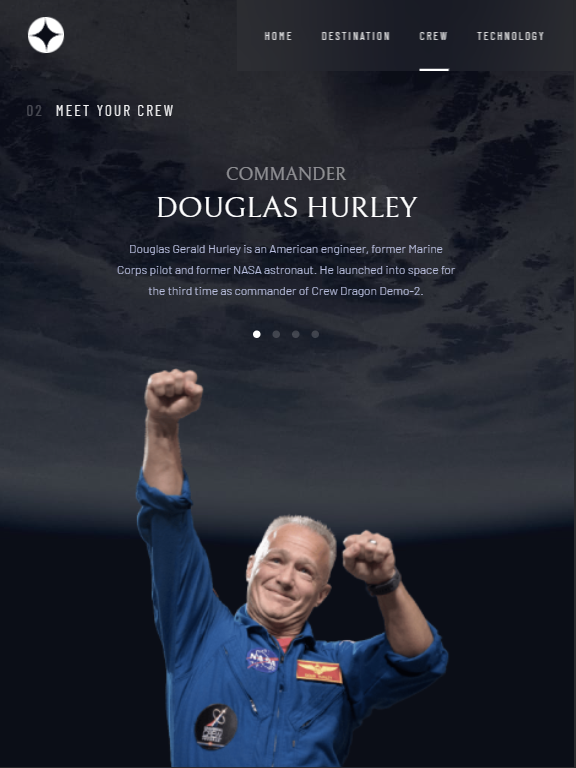 HOME DESTINATION CREW TECHNOLOGY
02 MEET YOUR CREW
COMMANDER
DOUGLAS HURLEY
Douglas Gerald Hurley is an American engineer, former Marine
Corps pilot and former NASA astronaut. He launched into space for
the third time as commander of Crew Dragon Demo-2.
NASA